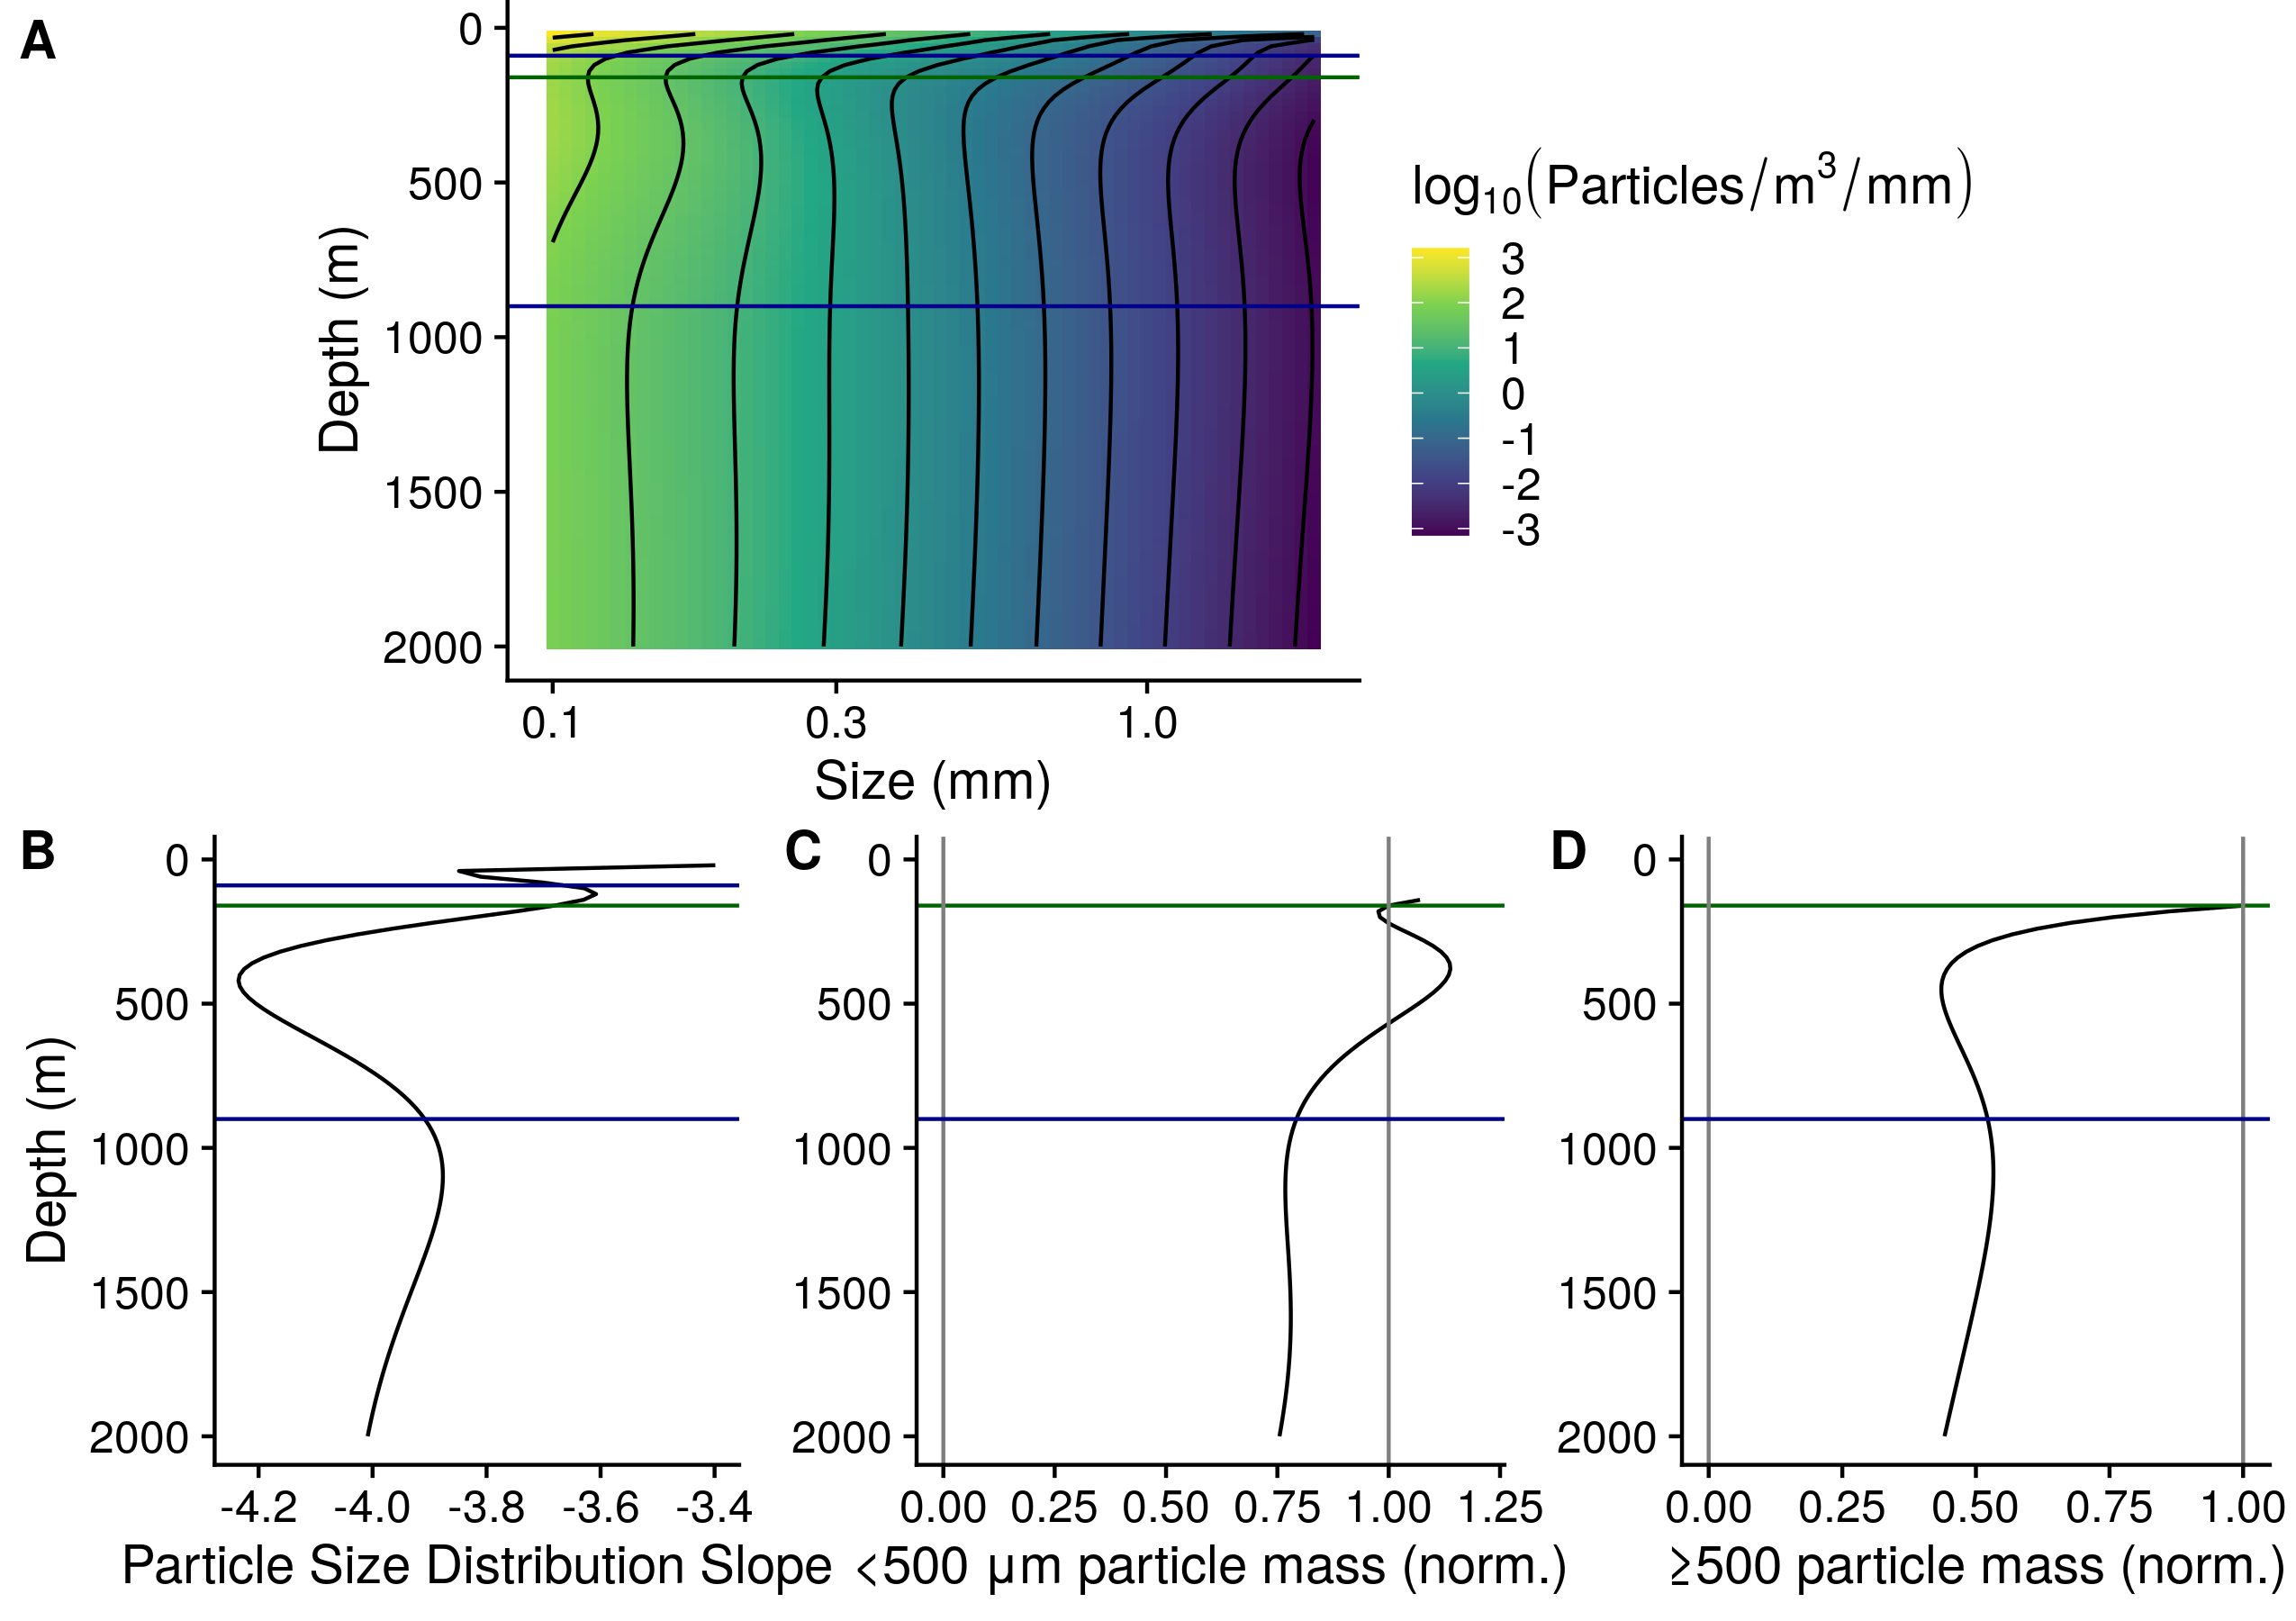 A
0
500
1000
1500
2000
Depth (m)
0.1 0.3 1.0
Size (mm)
log₁₀(Particles/m³/mm)
3
2
1
0
-1
-2
-3
B
0
500
1000
1500
2000
Depth (m)
-4.2 -4.0 -3.8 -3.6 -3.4
Particle Size Distribution Slope
C
0
500
1000
1500
2000
0.00 0.25 0.50 0.75 1.00 1.25
<500 µm particle mass (norm.)
D
0
500
1000
1500
2000
0.00 0.25 0.50 0.75 1.00
≥500 particle mass (norm.)